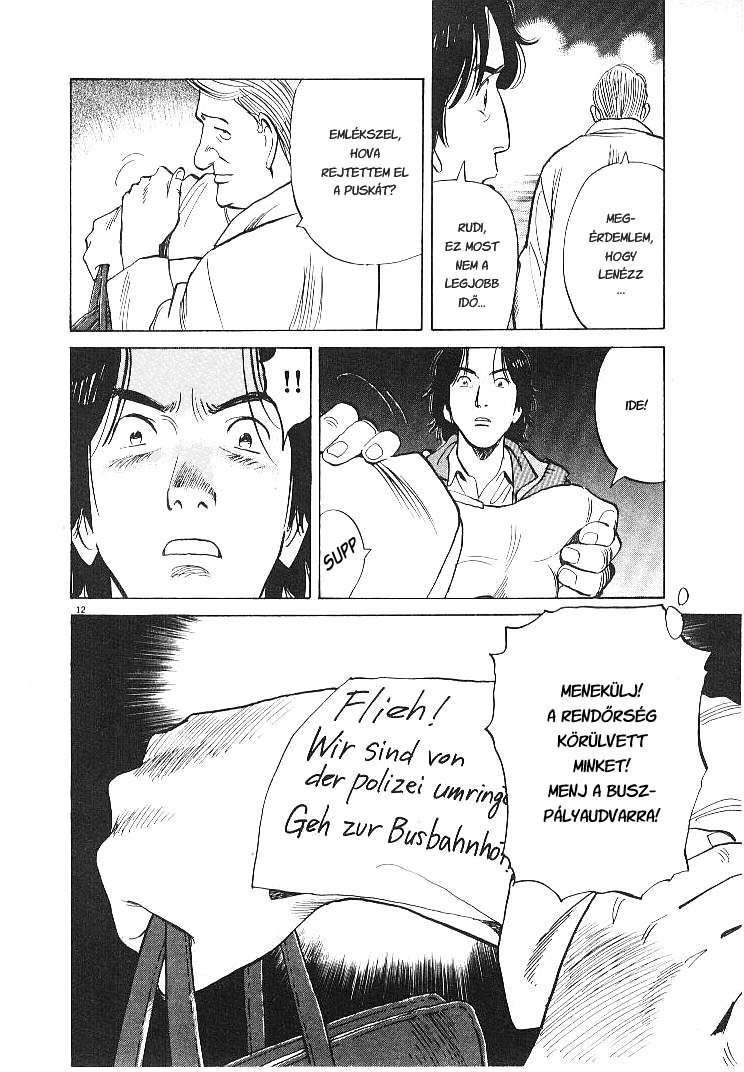 MEG-
ÉRDEMLEM,
HOGY
LENÉZZ
...
RUDI,
EZ MOST
NEM A
LEGJOBB
IDŐ...
EMLÉKSZEL,
HOVA
REJTETTEM EL
A PUSKÁT?
IDE!
SUPP
!!
12
MENEKÜLJ!
A RENDŐRSÉG
KÖRÜLVETT
MINKET!
MENJ A BUSZ-
PÁLYAUDVARRA!
Flieh!
Wir sind von
der polizei umring
Geh zur Busbahnhof